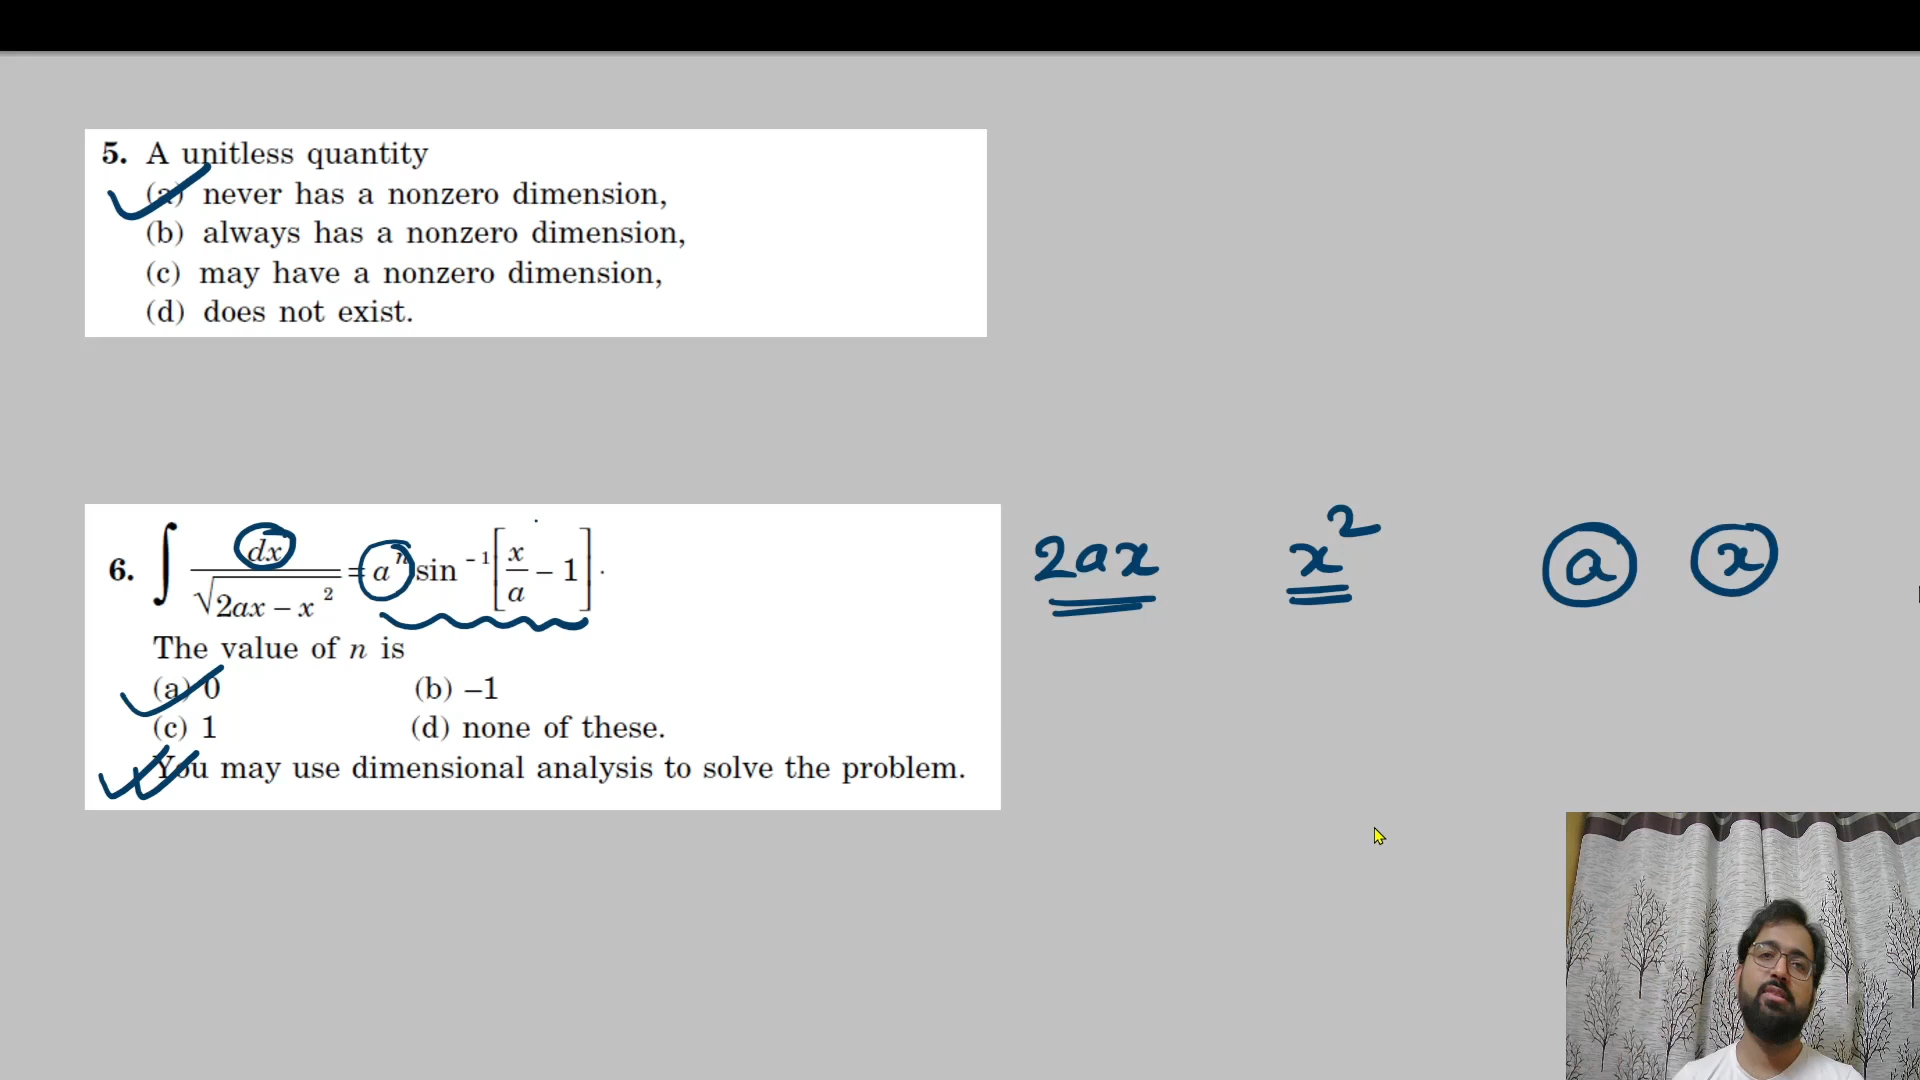 5. A unitless quantity
(a) never has a nonzero dimension,
(b) always has a nonzero dimension,
(c) may have a nonzero dimension,
(d) does not exist.
6. ∫ dx / √(2ax – x²) = aⁿ sin⁻¹ [x/a – 1].
2ax x² a x
The value of n is
(a) 0 (b) –1
(c) 1 (d) none of these.
You may use dimensional analysis to solve the problem.